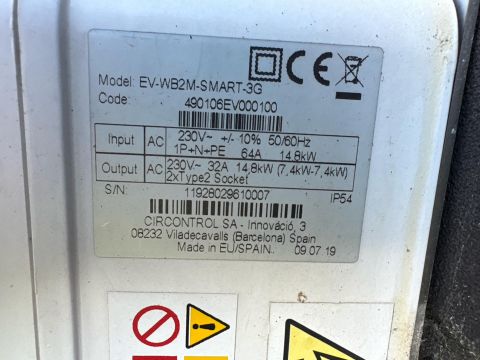 Model: EV-WB2M-SMART-3G
Code: 490106EV000100
CE
Input AC 230V~ +/- 10% 50/60Hz
1P+N+PE 64A 14,8kW
Output AC 230V~ 32A 14,8kW (7,4kW-7,4kW)
2xType2 Socket
S/N: 11928029610007 IP54
CIRCONTROL SA - Innovació, 3
08232 Viladecavalls (Barcelona) Spain
Made in EU/SPAIN. 09.07.19